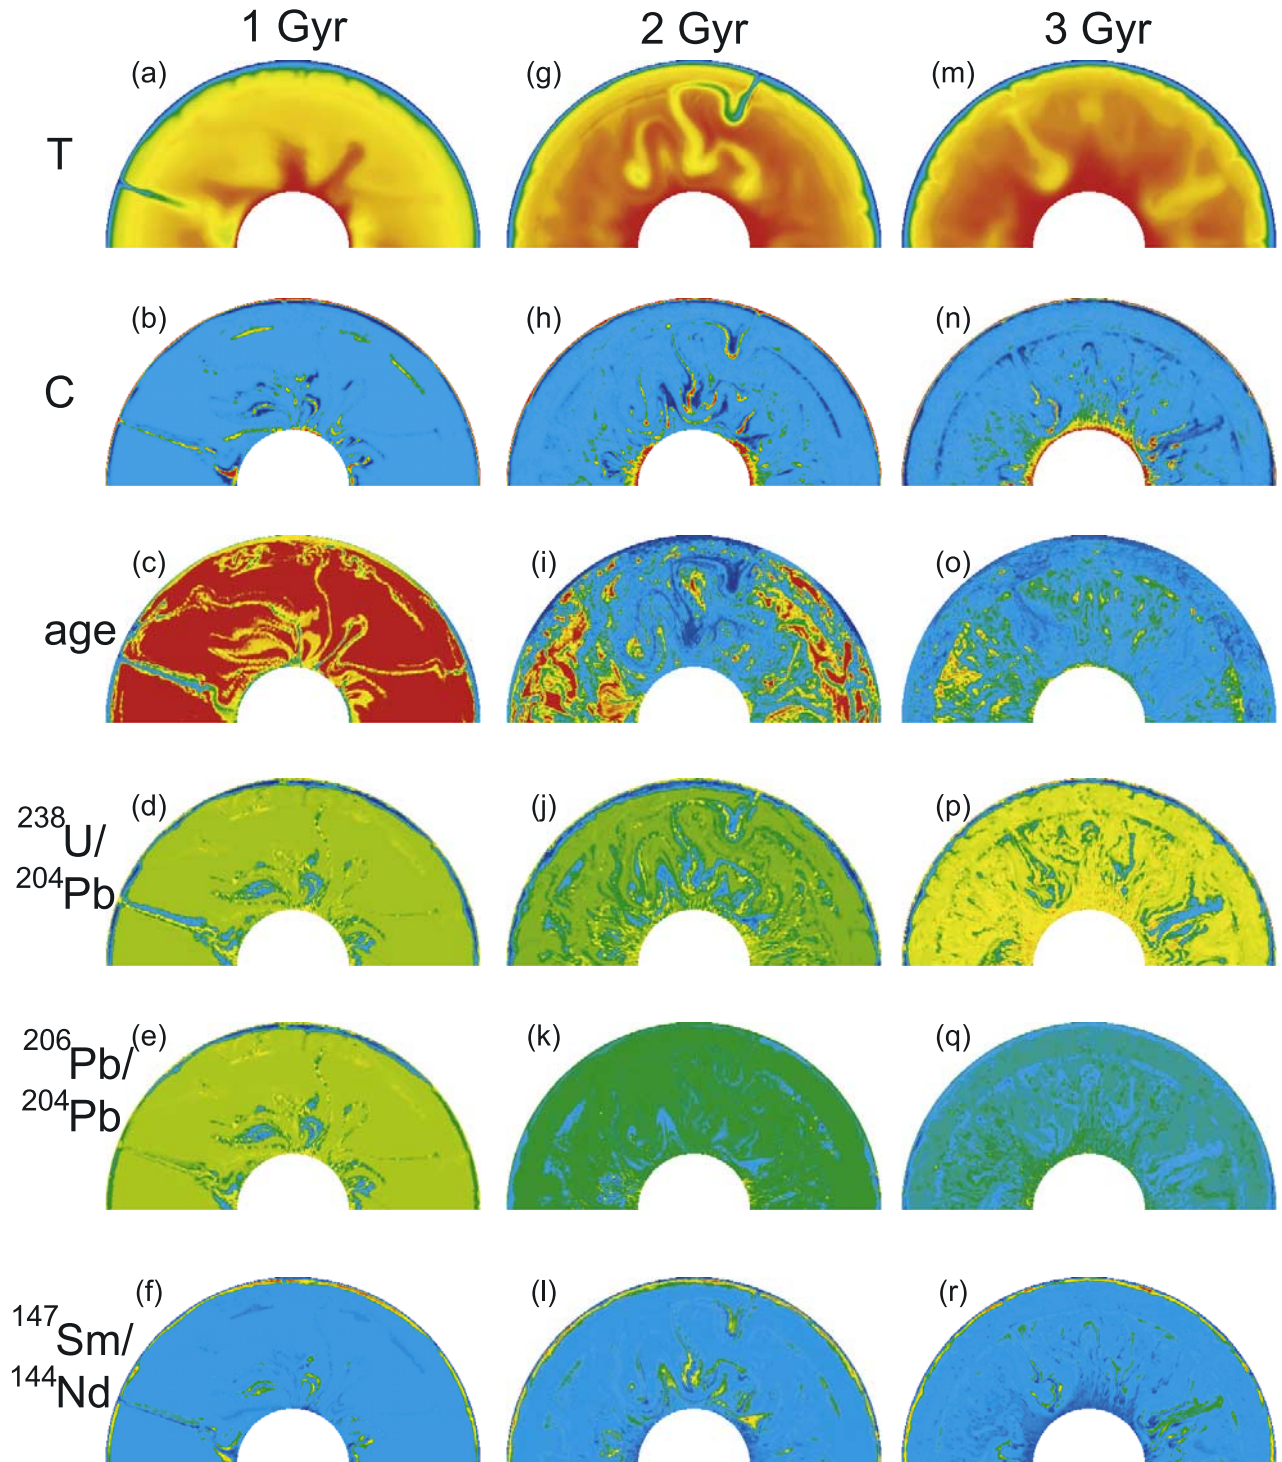 1 Gyr 2 Gyr 3 Gyr
(a) (g) (m)
T
(b) (h) (n)
C
(c) (i) (o)
age
(d) (j) (p)
²³⁸U/
²⁰⁴Pb
(e) (k) (q)
²⁰⁶Pb/
²⁰⁴Pb
(f) (l) (r)
¹⁴⁷Sm/
¹⁴⁴Nd